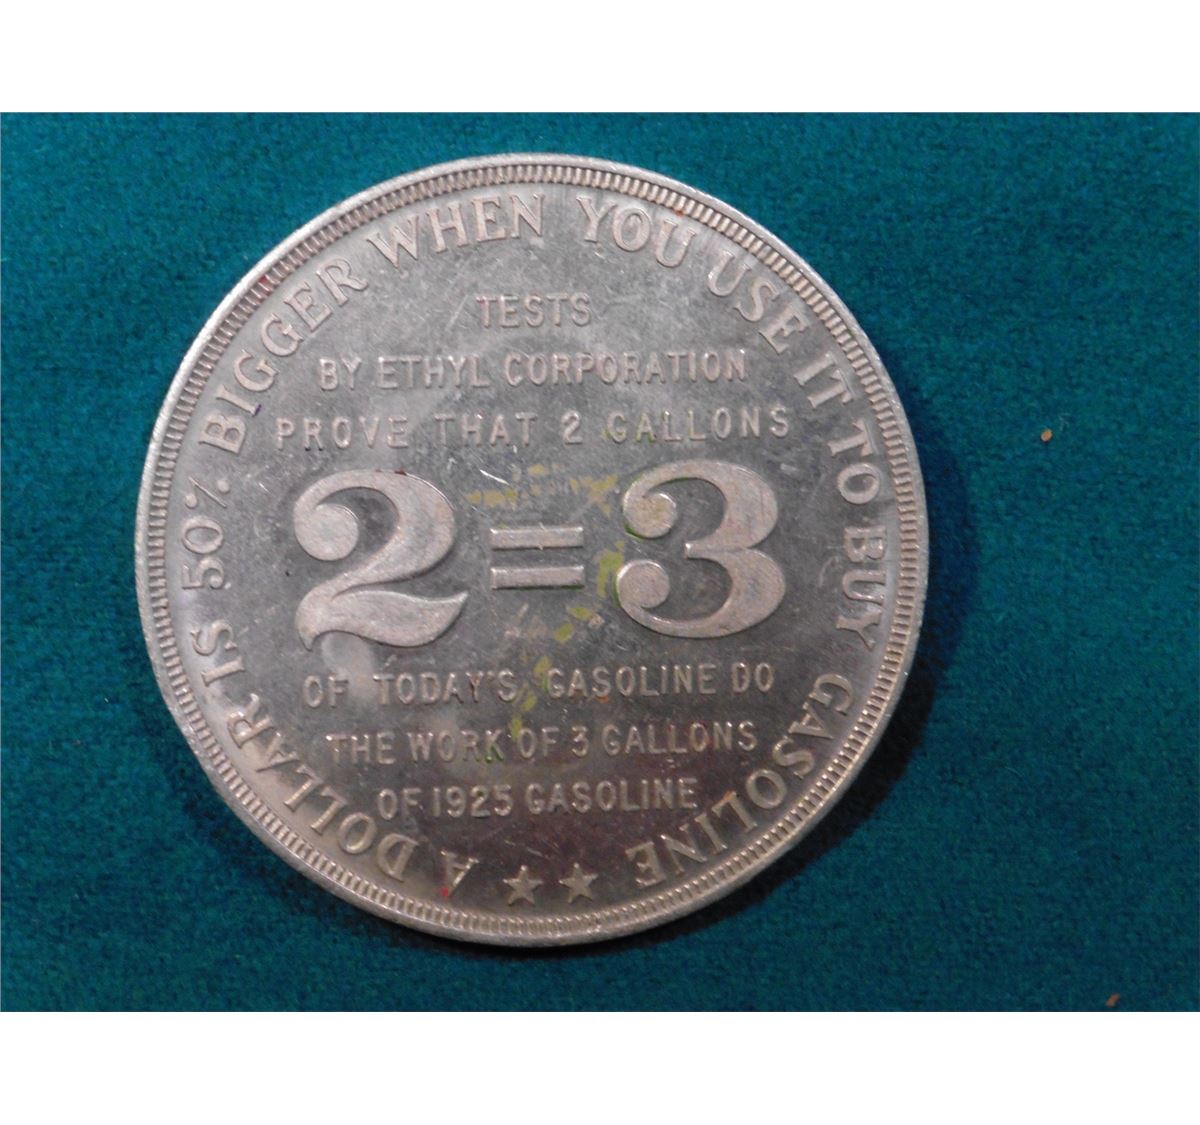 A DOLLAR IS 50% BIGGER WHEN YOU USE IT TO BUY GASOLINE
TESTS
BY ETHYL CORPORATION
PROVE THAT 2 GALLONS
2=3
OF TODAY'S GASOLINE DO
THE WORK OF 3 GALLONS
OF 1925 GASOLINE